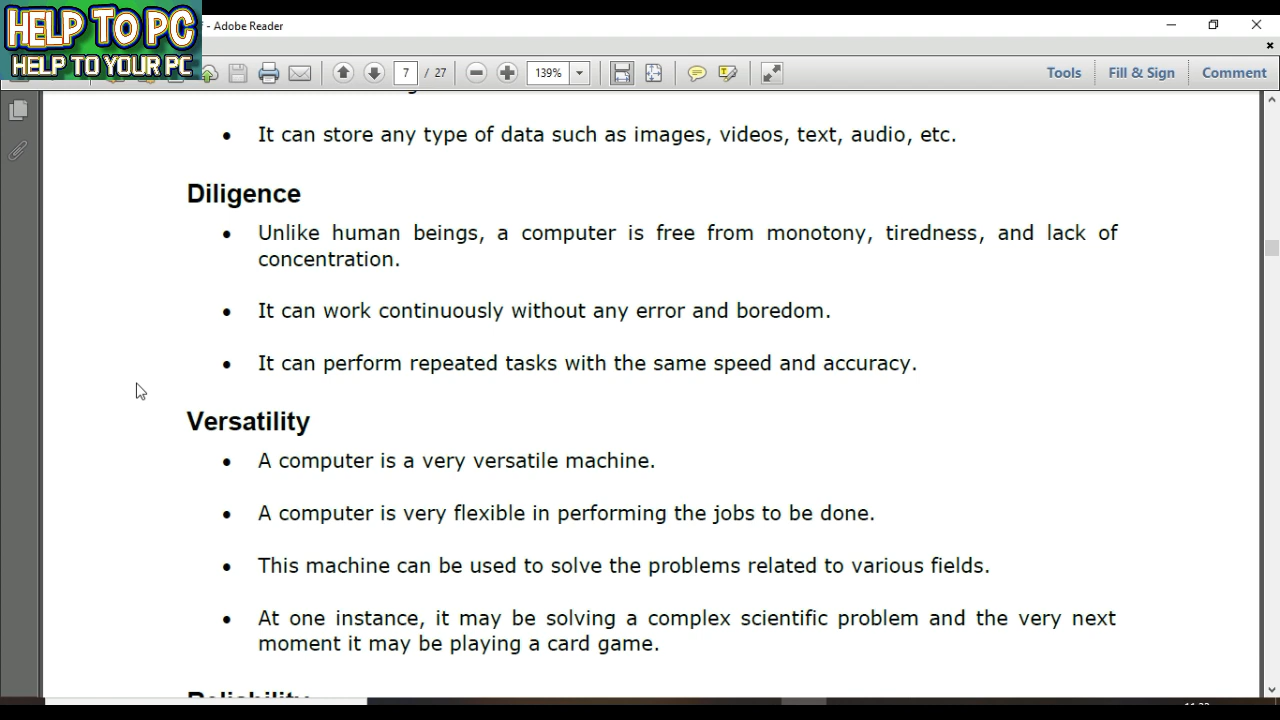 HELP TO PC
HELP TO YOUR PC
- Adobe Reader
7 / 27
139%
Tools
Fill & Sign
Comment
• It can store any type of data such as images, videos, text, audio, etc.
Diligence
• Unlike human beings, a computer is free from monotony, tiredness, and lack of
concentration.
• It can work continuously without any error and boredom.
• It can perform repeated tasks with the same speed and accuracy.
Versatility
• A computer is a very versatile machine.
• A computer is very flexible in performing the jobs to be done.
• This machine can be used to solve the problems related to various fields.
• At one instance, it may be solving a complex scientific problem and the very next
moment it may be playing a card game.
Reliability